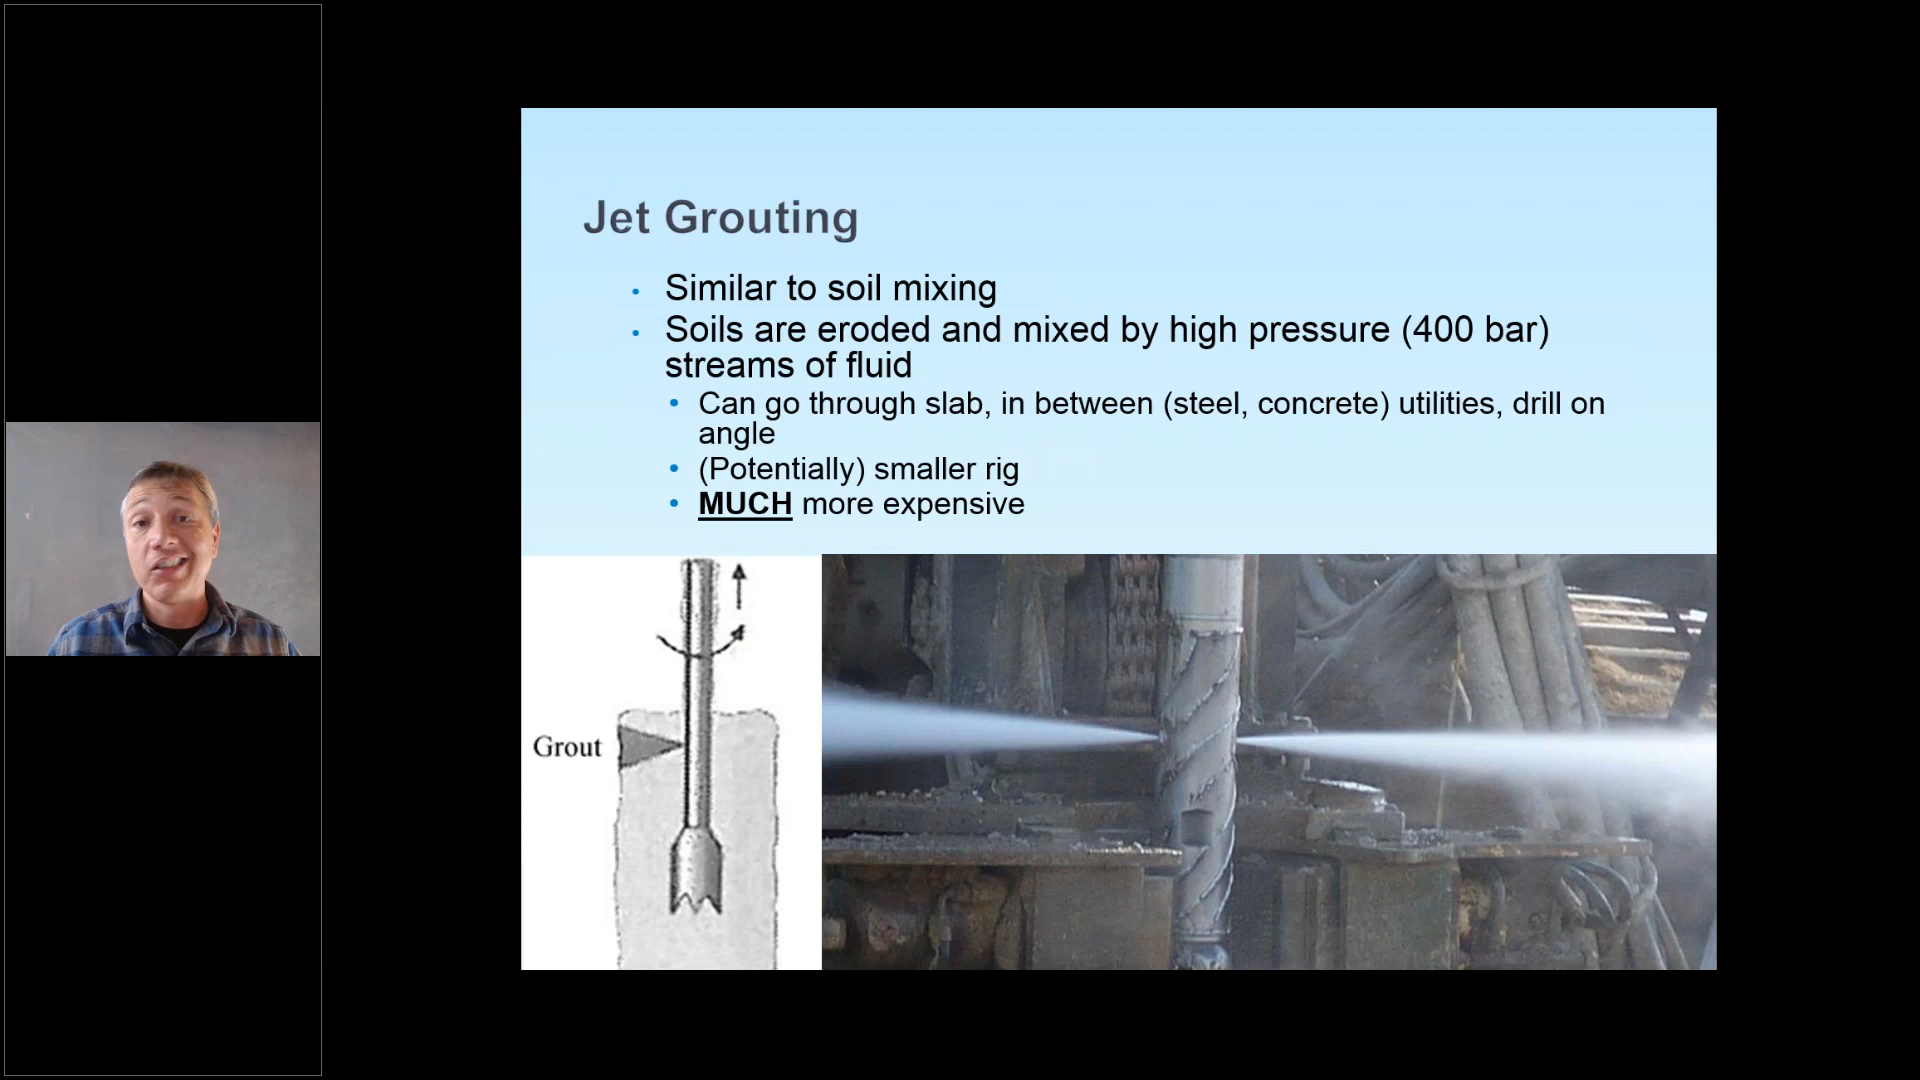 Jet Grouting
Similar to soil mixing
Soils are eroded and mixed by high pressure (400 bar)
streams of fluid
Can go through slab, in between (steel, concrete) utilities, drill on
angle
(Potentially) smaller rig
MUCH more expensive
Grout